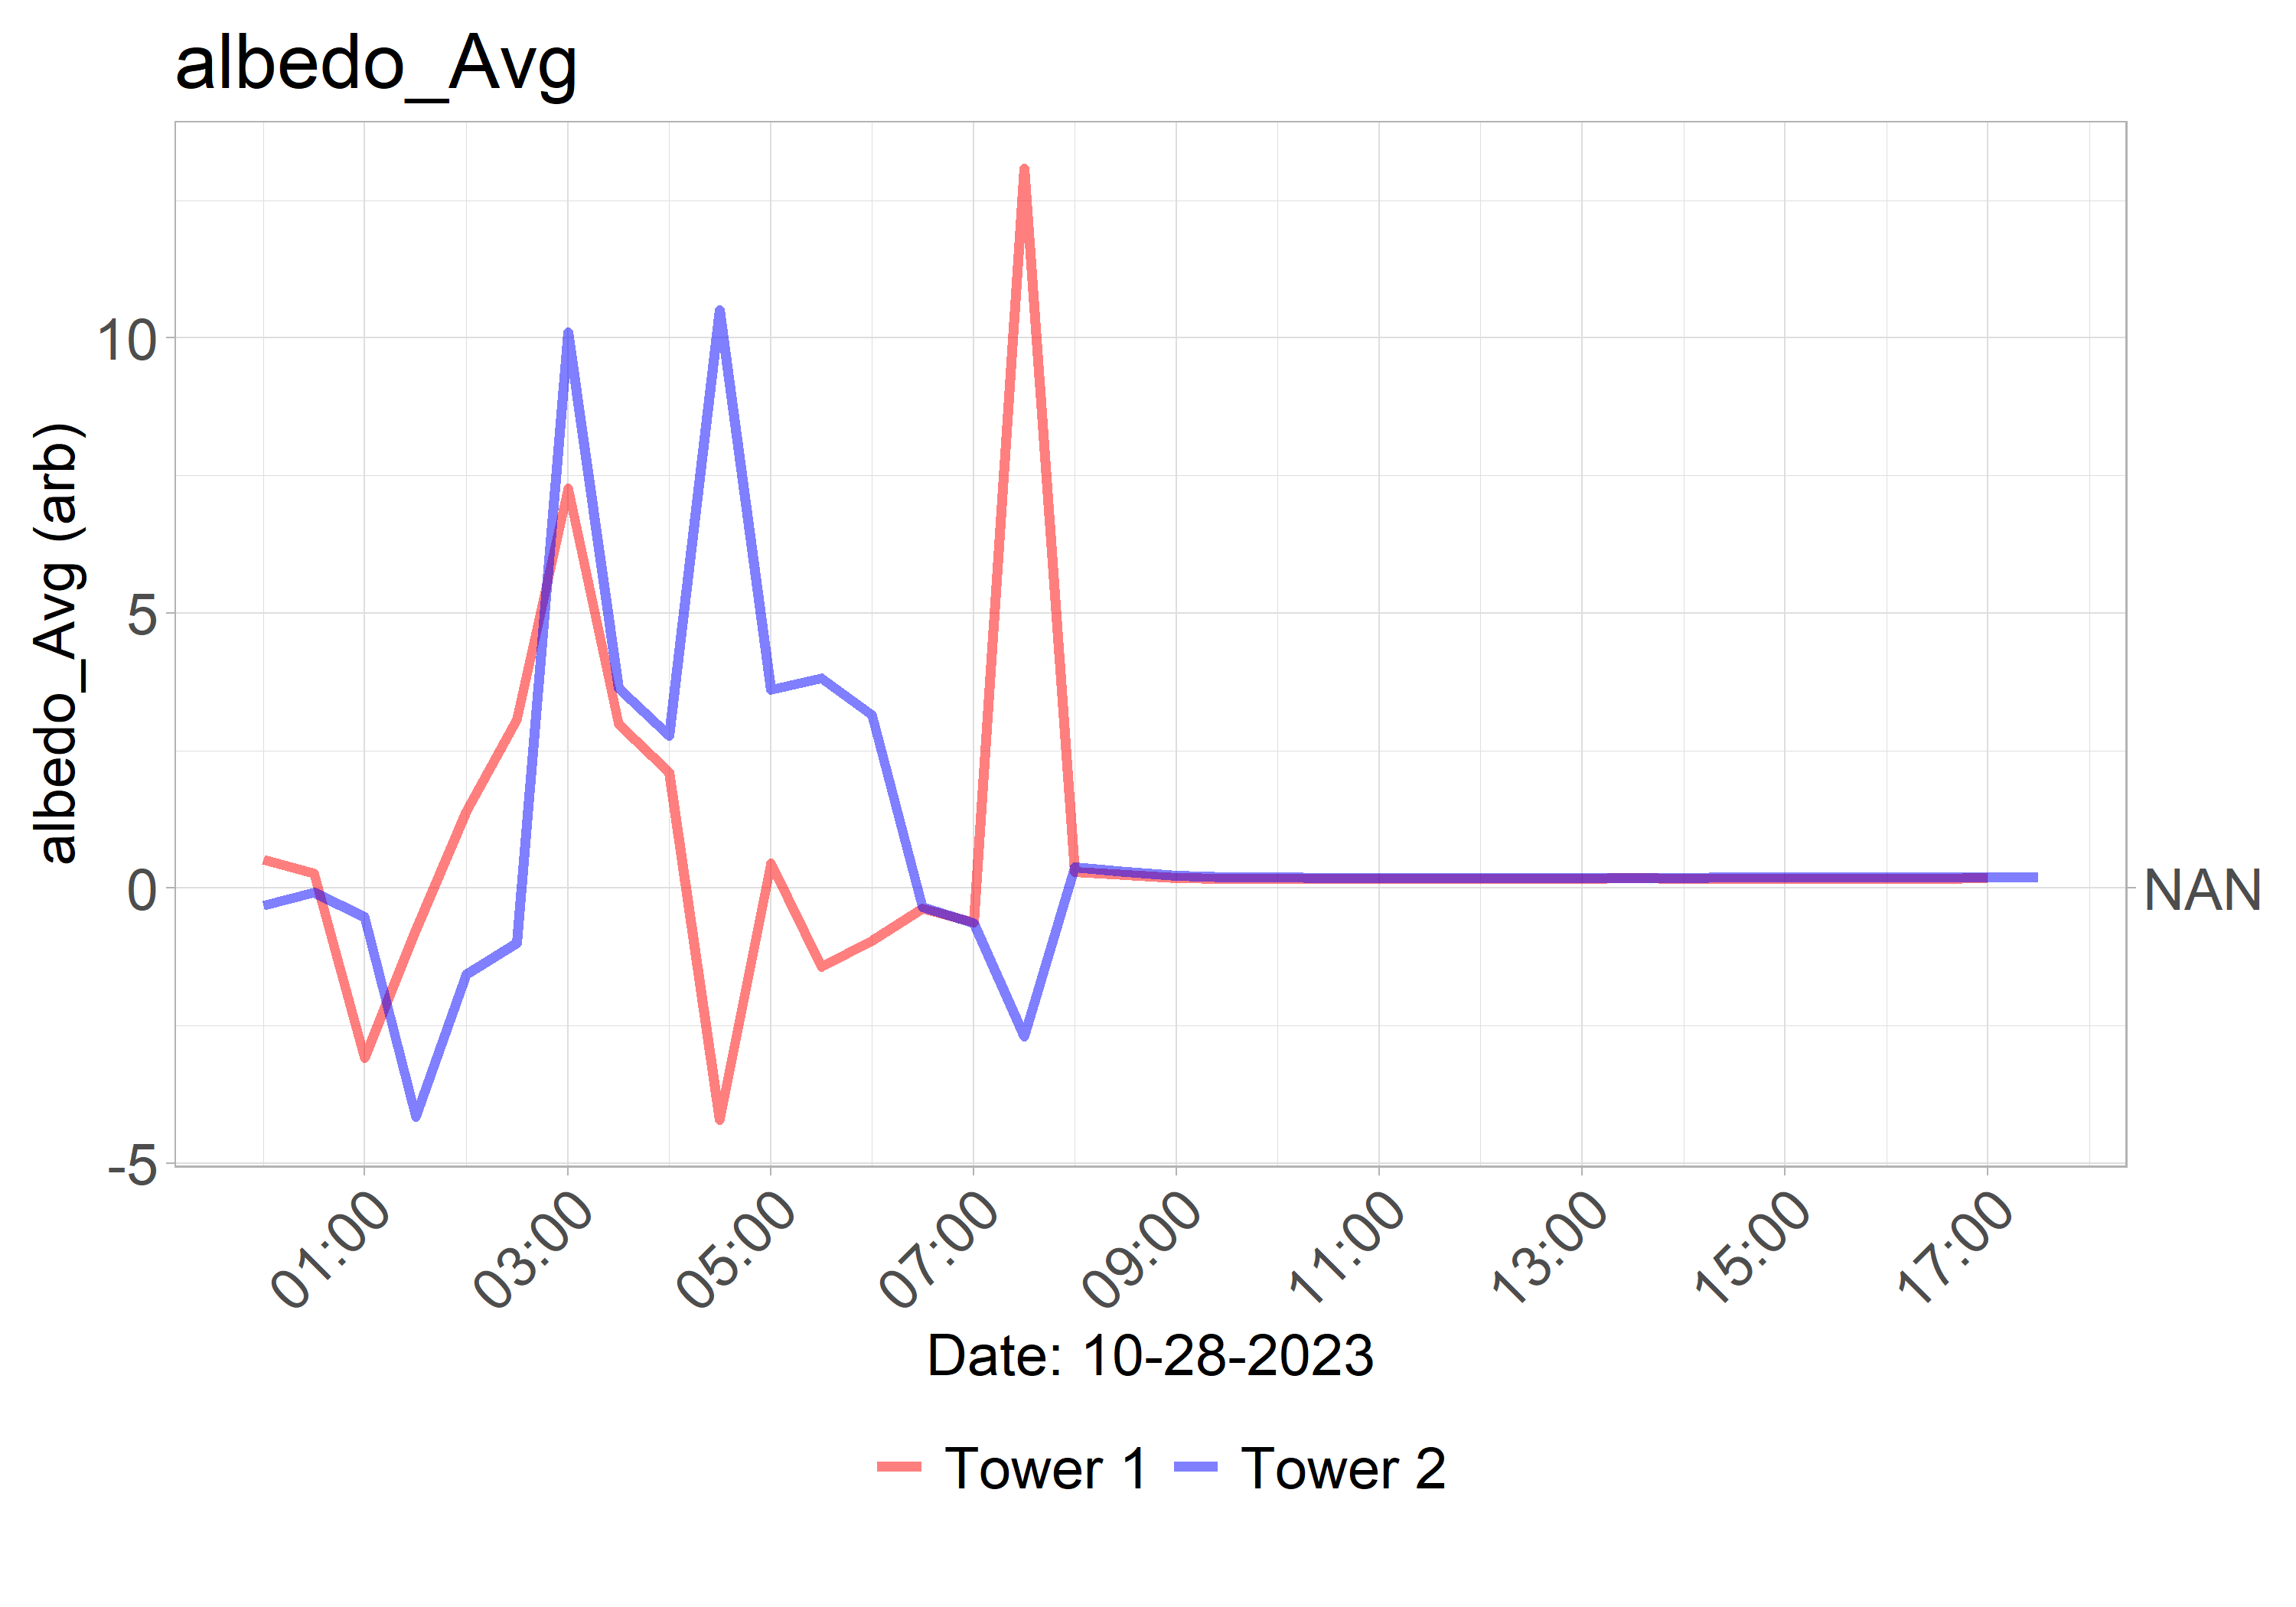 albedo_Avg
albedo_Avg (arb)
10
5
0
-5
NAN
01:00 03:00 05:00 07:00 09:00 11:00 13:00 15:00 17:00
Date: 10-28-2023
Tower 1 Tower 2